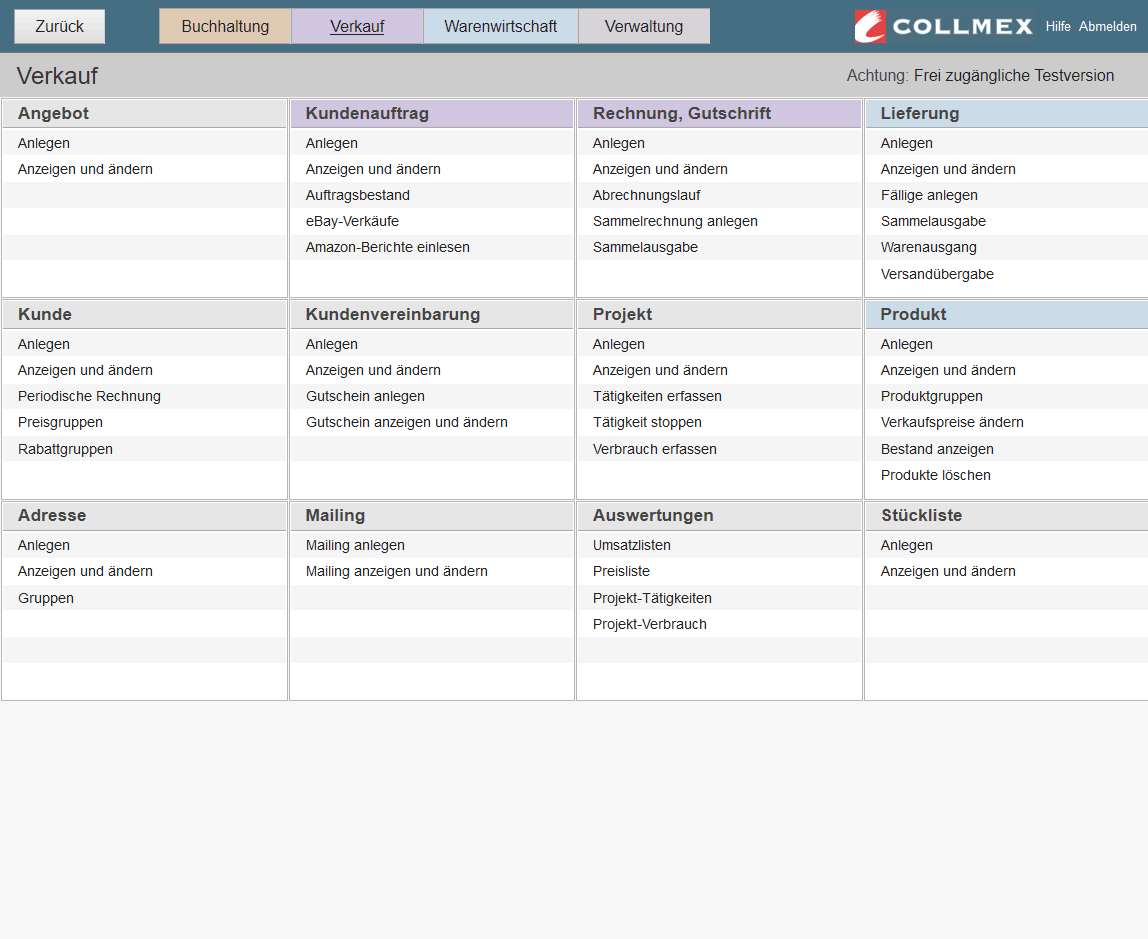 Zurück Buchhaltung Verkauf Warenwirtschaft Verwaltung COLLMEX Hilfe Abmelden
Verkauf Achtung: Frei zugängliche Testversion
Angebot
Anlegen
Anzeigen und ändern
Kundenauftrag
Anlegen
Anzeigen und ändern
Auftragsbestand
eBay-Verkäufe
Amazon-Berichte einlesen
Rechnung, Gutschrift
Anlegen
Anzeigen und ändern
Abrechnungslauf
Sammelrechnung anlegen
Sammelausgabe
Lieferung
Anlegen
Anzeigen und ändern
Fällige anlegen
Sammelausgabe
Warenausgang
Versandübergabe
Kunde
Anlegen
Anzeigen und ändern
Periodische Rechnung
Preisgruppen
Rabattgruppen
Kundenvereinbarung
Anlegen
Anzeigen und ändern
Gutschein anlegen
Gutschein anzeigen und ändern
Projekt
Anlegen
Anzeigen und ändern
Tätigkeiten erfassen
Tätigkeit stoppen
Verbrauch erfassen
Produkt
Anlegen
Anzeigen und ändern
Produktgruppen
Verkaufspreise ändern
Bestand anzeigen
Produkte löschen
Adresse
Anlegen
Anzeigen und ändern
Gruppen
Mailing
Mailing anlegen
Mailing anzeigen und ändern
Auswertungen
Umsatzlisten
Preisliste
Projekt-Tätigkeiten
Projekt-Verbrauch
Stückliste
Anlegen
Anzeigen und ändern